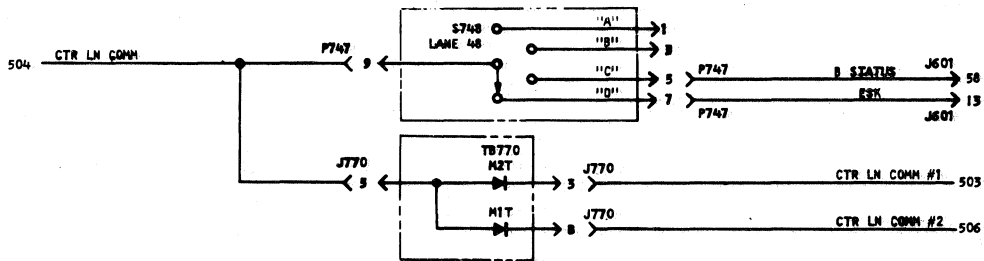 S748
LANE 48
"A" 1
"B" 3
504 CTR LN COMM P747 9
"C" 5 P747 B STATUS J601 58
"D" 7 P747 ESK J601 13
J770 5
TB770
M2T 3 J770 CTR LN COMM #1 503
M1T 8 J770 CTR LN COMM #2 506